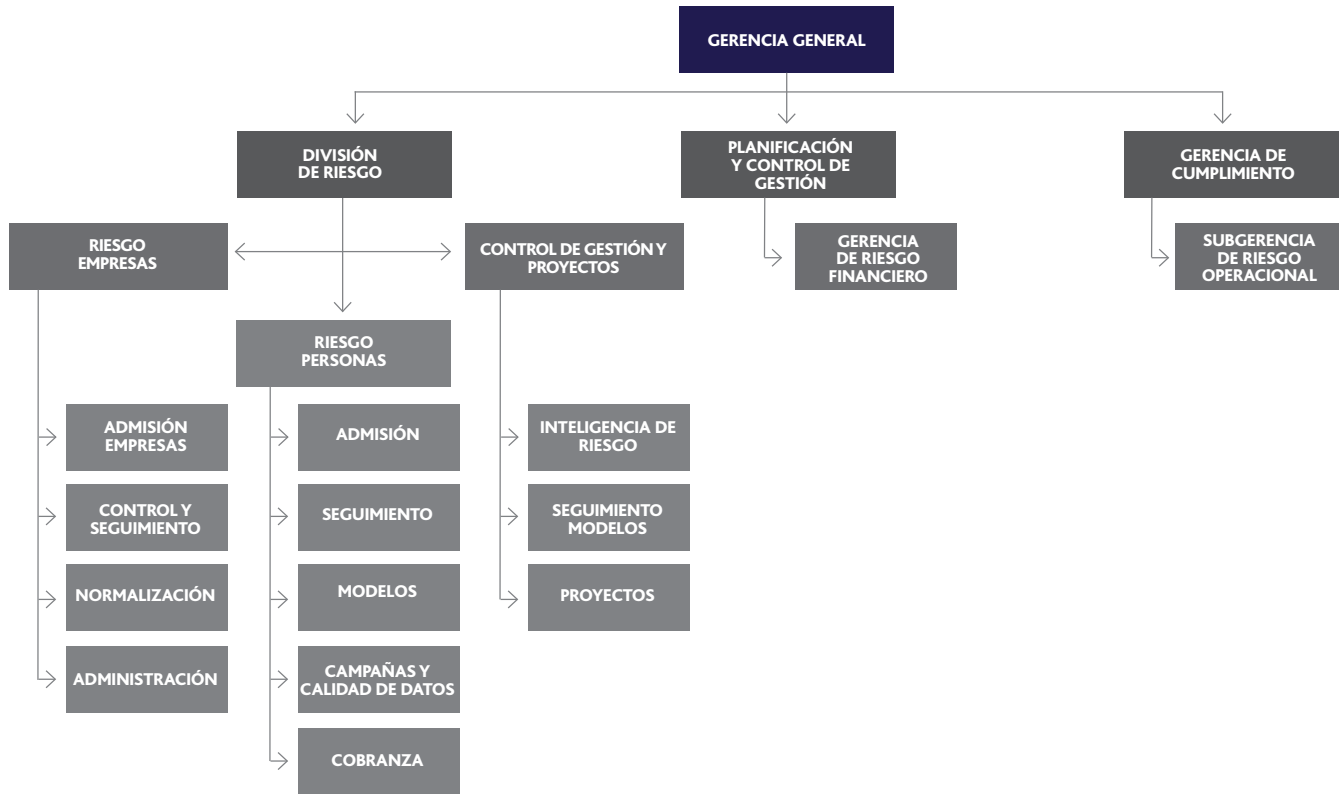 GERENCIA GENERAL
DIVISIÓN
DE RIESGO
PLANIFICACIÓN
Y CONTROL DE
GESTIÓN
GERENCIA DE
CUMPLIMIENTO
RIESGO
EMPRESAS
CONTROL DE GESTIÓN Y
PROYECTOS
GERENCIA
DE RIESGO
FINANCIERO
SUBGERENCIA
DE RIESGO
OPERACIONAL
RIESGO
PERSONAS
ADMISIÓN
EMPRESAS
CONTROL Y
SEGUIMIENTO
NORMALIZACIÓN
ADMINISTRACIÓN
ADMISIÓN
SEGUIMIENTO
MODELOS
CAMPAÑAS Y
CALIDAD DE DATOS
COBRANZA
INTELIGENCIA DE
RIESGO
SEGUIMIENTO
MODELOS
PROYECTOS